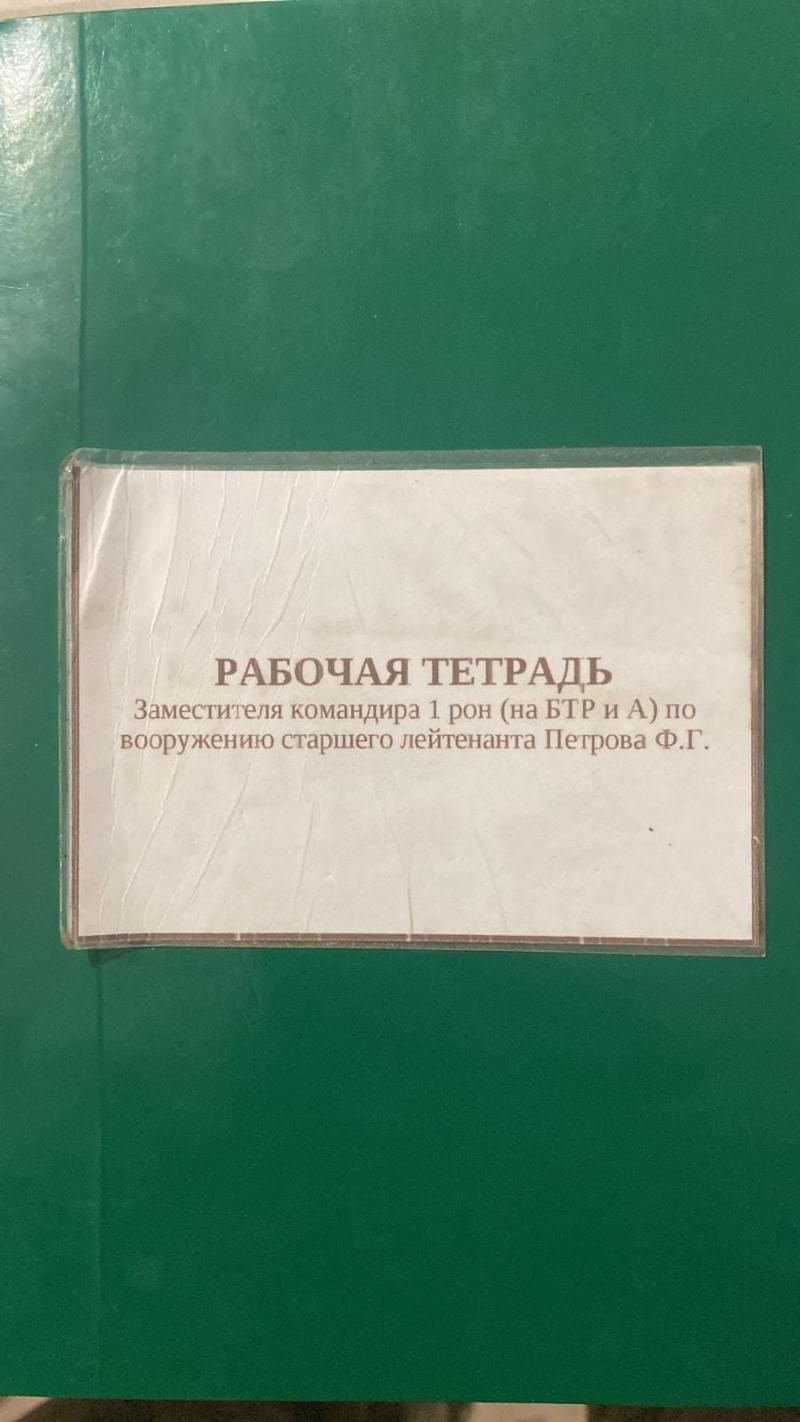 РАБОЧАЯ ТЕТРАДЬ
Заместителя командира 1 рон (на БТР и А) по
вооружению старшего лейтенанта Петрова Ф.Г.